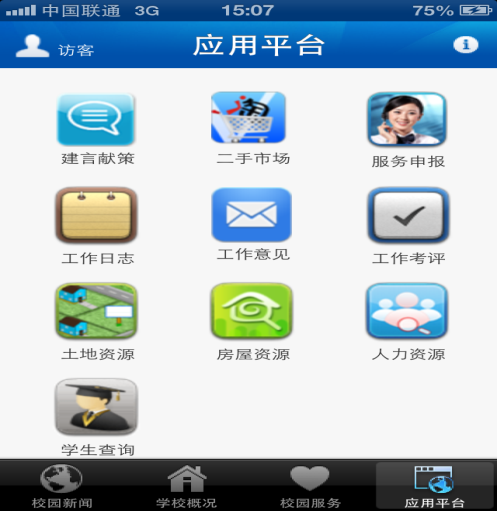 中国联通 3G 15:07 75%
访客 应用平台
建言献策 二手市场 服务申报
工作日志 工作意见 工作考评
土地资源 房屋资源 人力资源
学生查询
校园新闻 学校概况 校园服务 应用平台